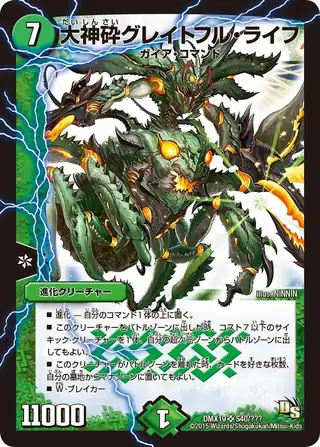 7
だいしんさい
大神砕グレイトフル・ライフ
ガイア・コマンド
illus. NINNIN
進化クリーチャー
■ 進化―自分のコマンド1体の上に置く。
■ このクリーチャーをバトルゾーンに出した時、コスト7以下のサイ
キック・クリーチャーを1体、自分の超次元ゾーンからバトルゾーンに出
してもよい。
■ このクリーチャーがバトルゾーンを離れた時、カードを好きな枚数、
自分の墓地からマナゾーンに置いてもよい。
■ W・ブレイカー
11000
1
DS
DMX19 S40/???
©2015 Wizards/Shogakukan/Mitsui-Kids